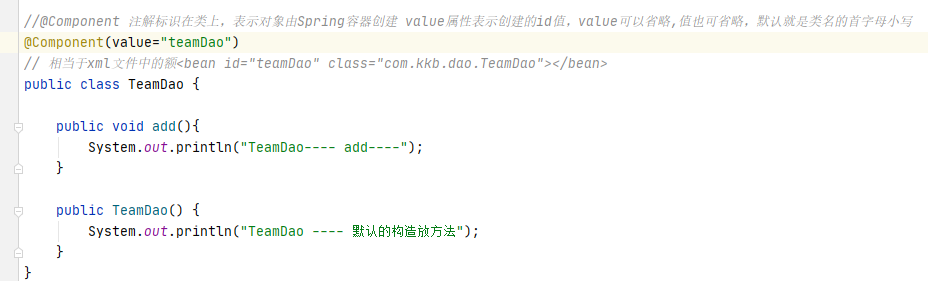 //@Component 注解标识在类上，表示对象由Spring容器创建 value属性表示创建的id值，value可以省略,值也可省略，默认就是类名的首字母小写
@Component(value="teamDao")
// 相当于xml文件中的额<bean id="teamDao" class="com.kkb.dao.TeamDao"></bean>
public class TeamDao {
    public void add(){
        System.out.println("TeamDao---- add----");
    }
    public TeamDao() {
        System.out.println("TeamDao ---- 默认的构造放方法");
    }
}